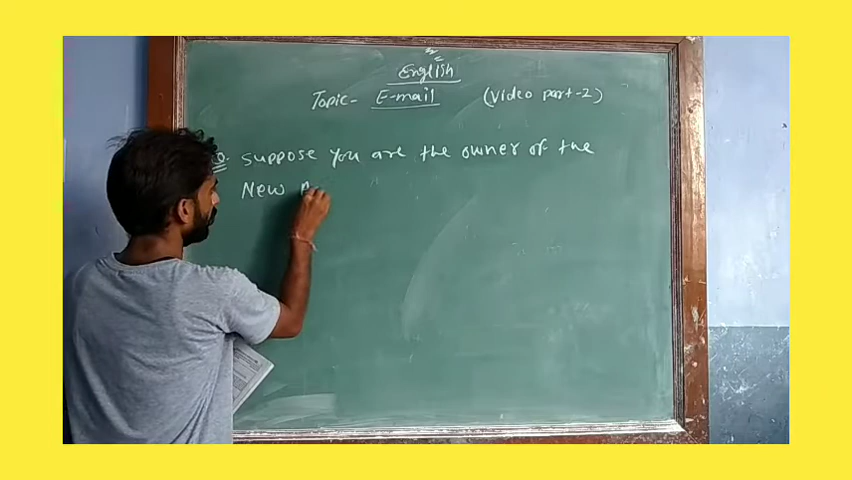 English
Topic- E-mail (Video part-2)
Q. Suppose you are the owner of the
New